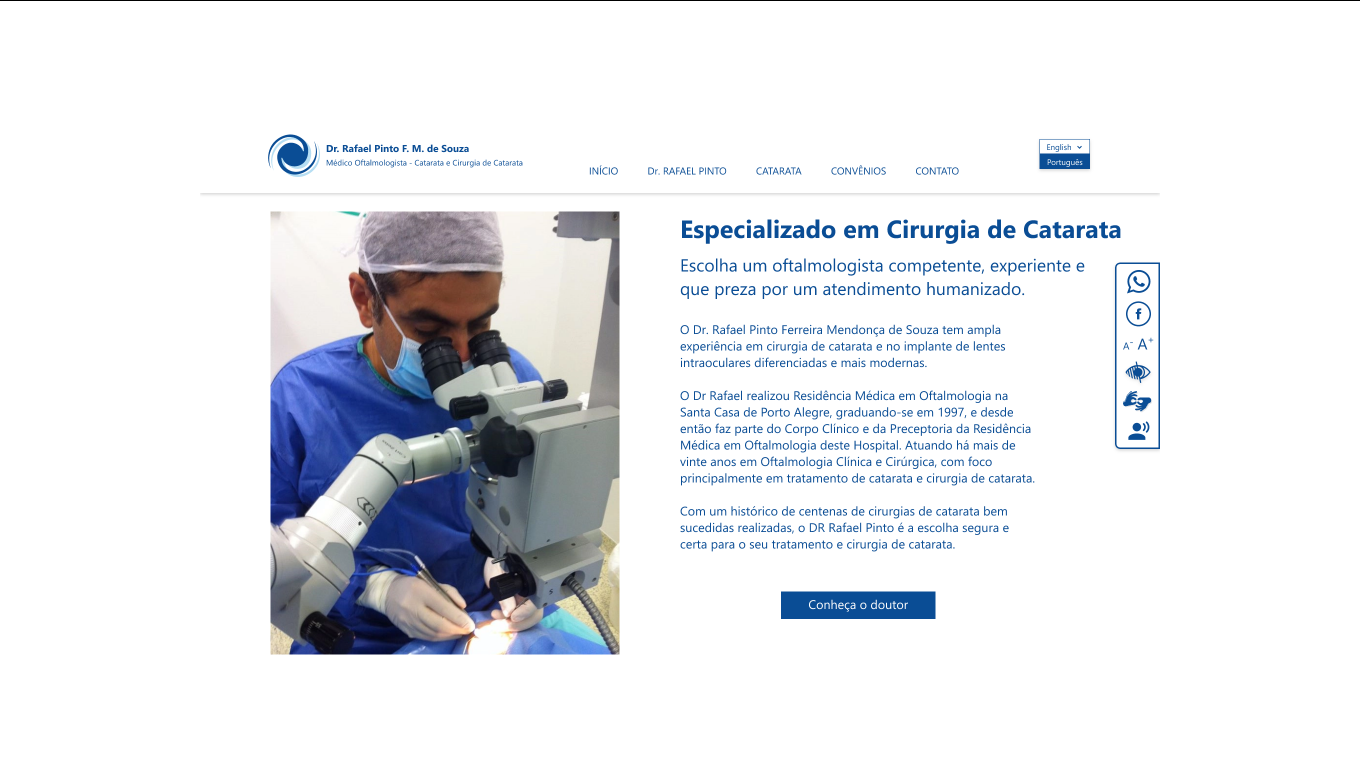 Dr. Rafael Pinto F. M. de Souza
Médico Oftalmologista - Catarata e Cirurgia de Catarata
INÍCIO
Dr. RAFAEL PINTO
CATARATA
CONVÊNIOS
CONTATO
English
Português
Especializado em Cirurgia de Catarata
Escolha um oftalmologista competente, experiente e
que preza por um atendimento humanizado.
O Dr. Rafael Pinto Ferreira Mendonça de Souza tem ampla
experiência em cirurgia de catarata e no implante de lentes
intraoculares diferenciadas e mais modernas.
O Dr Rafael realizou Residência Médica em Oftalmologia na
Santa Casa de Porto Alegre, graduando-se em 1997, e desde
então faz parte do Corpo Clínico e da Preceptoria da Residência
Médica em Oftalmologia deste Hospital. Atuando há mais de
vinte anos em Oftalmologia Clínica e Cirúrgica, com foco
principalmente em tratamento de catarata e cirurgia de catarata.
Com um histórico de centenas de cirurgias de catarata bem
sucedidas realizadas, o DR Rafael Pinto é a escolha segura e
certa para o seu tratamento e cirurgia de catarata.
Conheça o doutor
A- A+